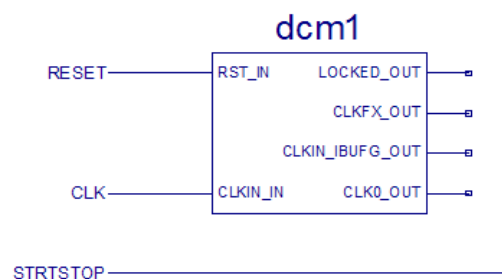 dcm1
RESET RST_IN LOCKED_OUT
CLKFX_OUT
CLKIN_IBUFG_OUT
CLK CLKIN_IN CLK0_OUT
STRTSTOP